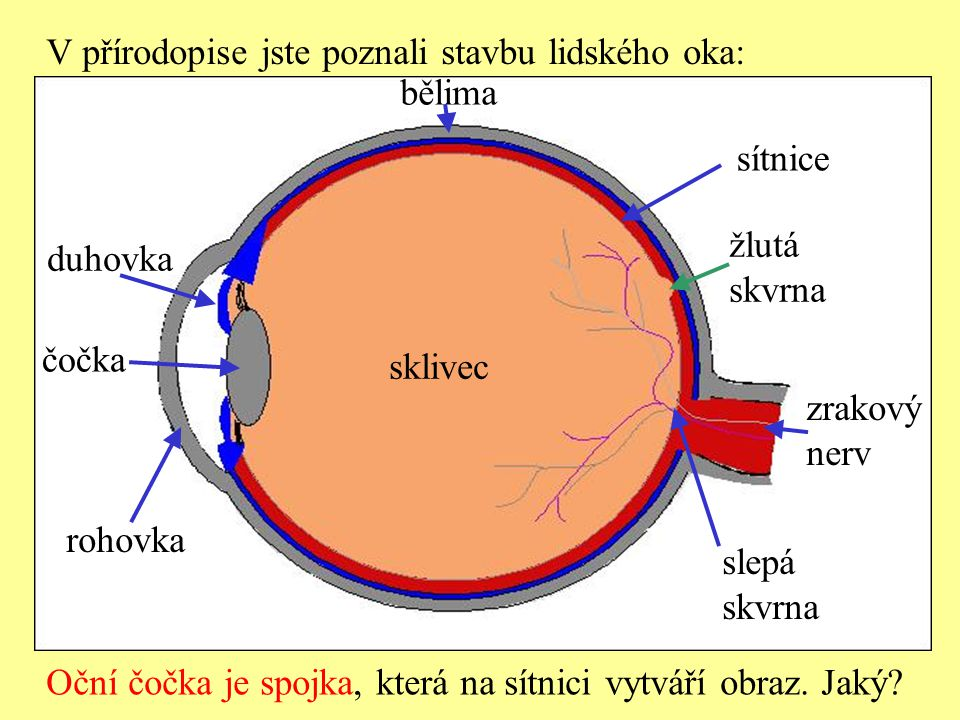 V přírodopise jste poznali stavbu lidského oka:
bělima
sítnice
žlutá
skvrna
duhovka
čočka
sklivec
zrakový
nerv
rohovka
slepá
skvrna
Oční čočka je spojka, která na sítnici vytváří obraz. Jaký?